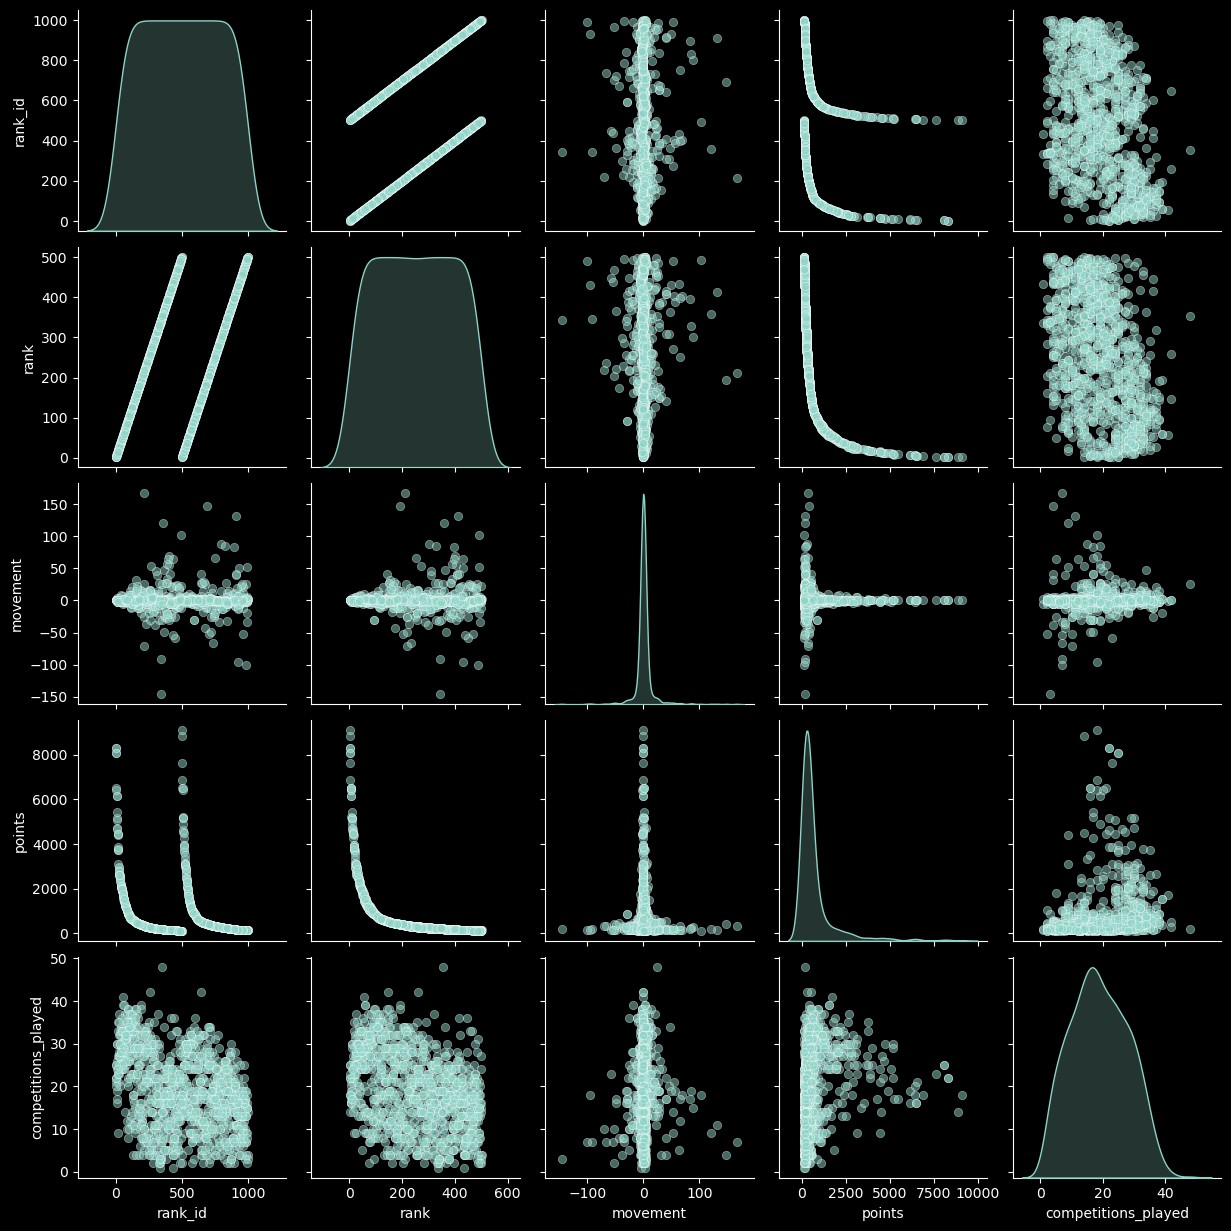 1000
800
600
400
200
0
rank_id
500
400
300
200
100
0
rank
150
100
50
0
−50
−100
−150
movement
8000
6000
4000
2000
0
points
50
40
30
20
10
0
competitions_played
0 500 1000
0 200 400 600
−100 0 100
0 2500 5000 7500 10000
0 20 40
rank_id rank movement points competitions_played